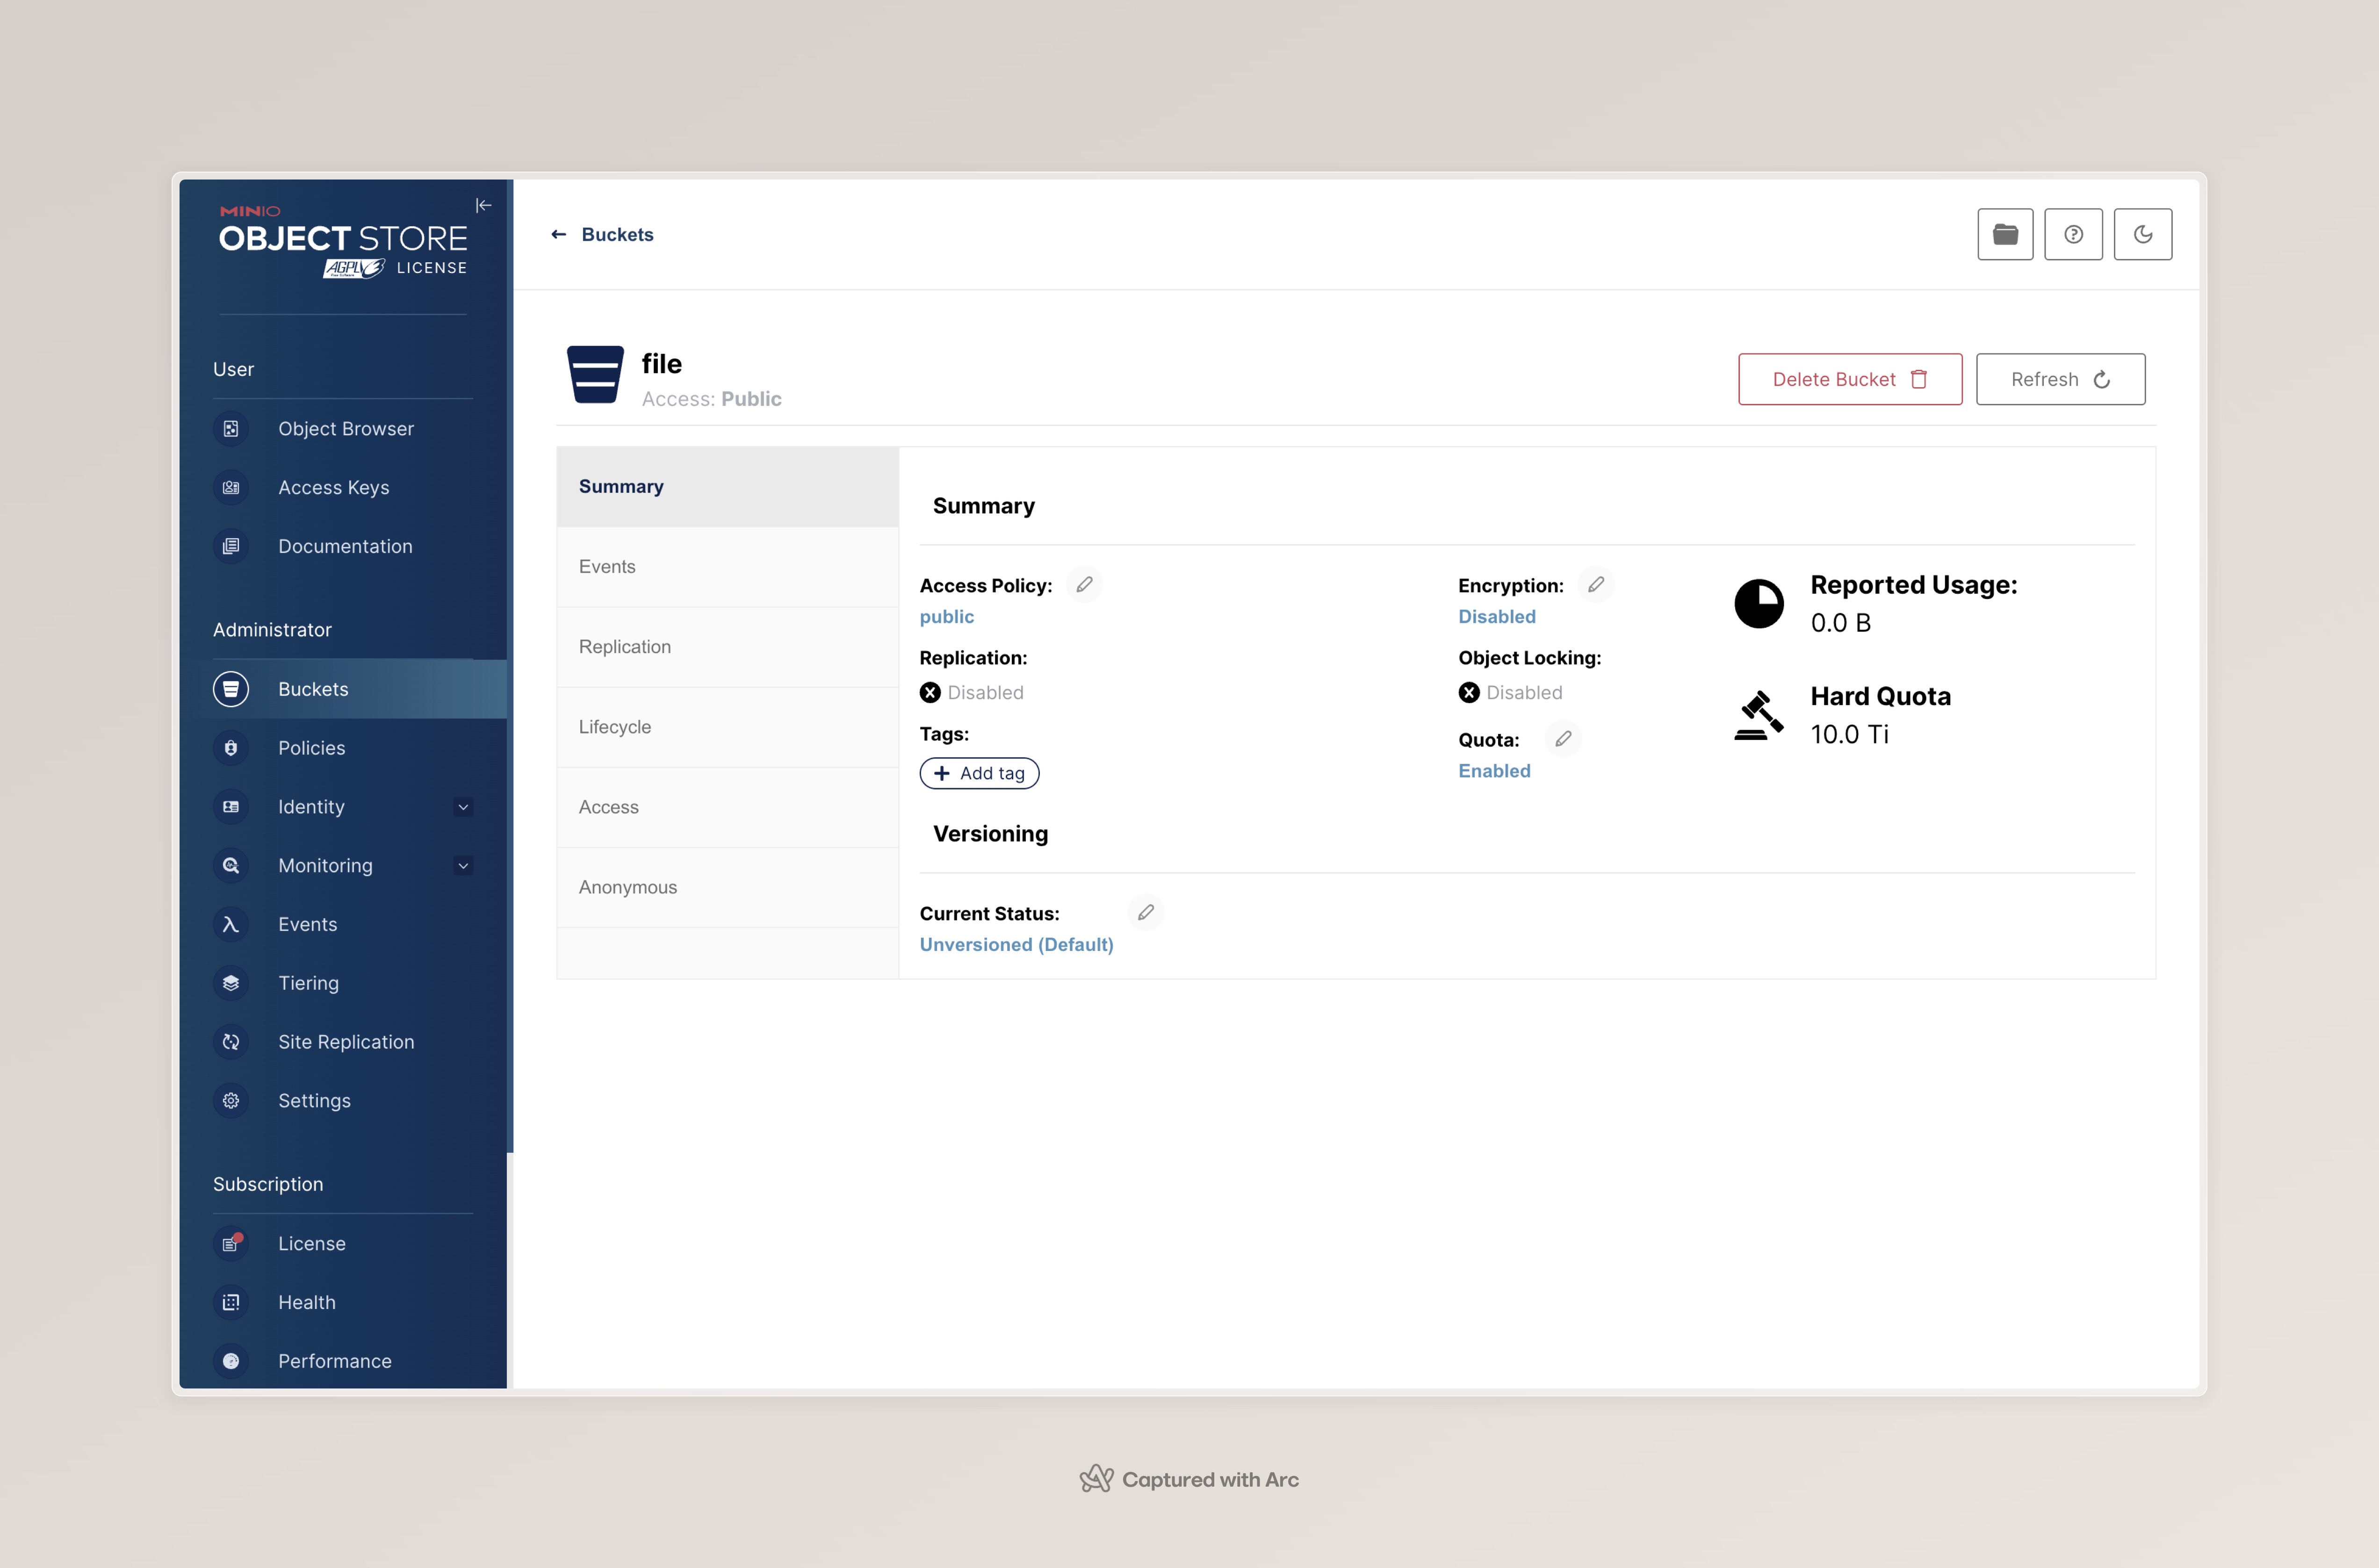 MINIO
OBJECT STORE
AGPL v3 LICENSE
User
Object Browser
Access Keys
Documentation
Administrator
Buckets
Policies
Identity
Monitoring
Events
Tiering
Site Replication
Settings
Subscription
License
Health
Performance
Buckets
file
Access: Public
Delete Bucket
Refresh
Summary
Events
Replication
Lifecycle
Access
Anonymous
Summary
Access Policy:
public
Replication:
Disabled
Tags:
Add tag
Encryption:
Disabled
Object Locking:
Disabled
Quota:
Enabled
Reported Usage:
0.0 B
Hard Quota
10.0 Ti
Versioning
Current Status:
Unversioned (Default)
Captured with Arc